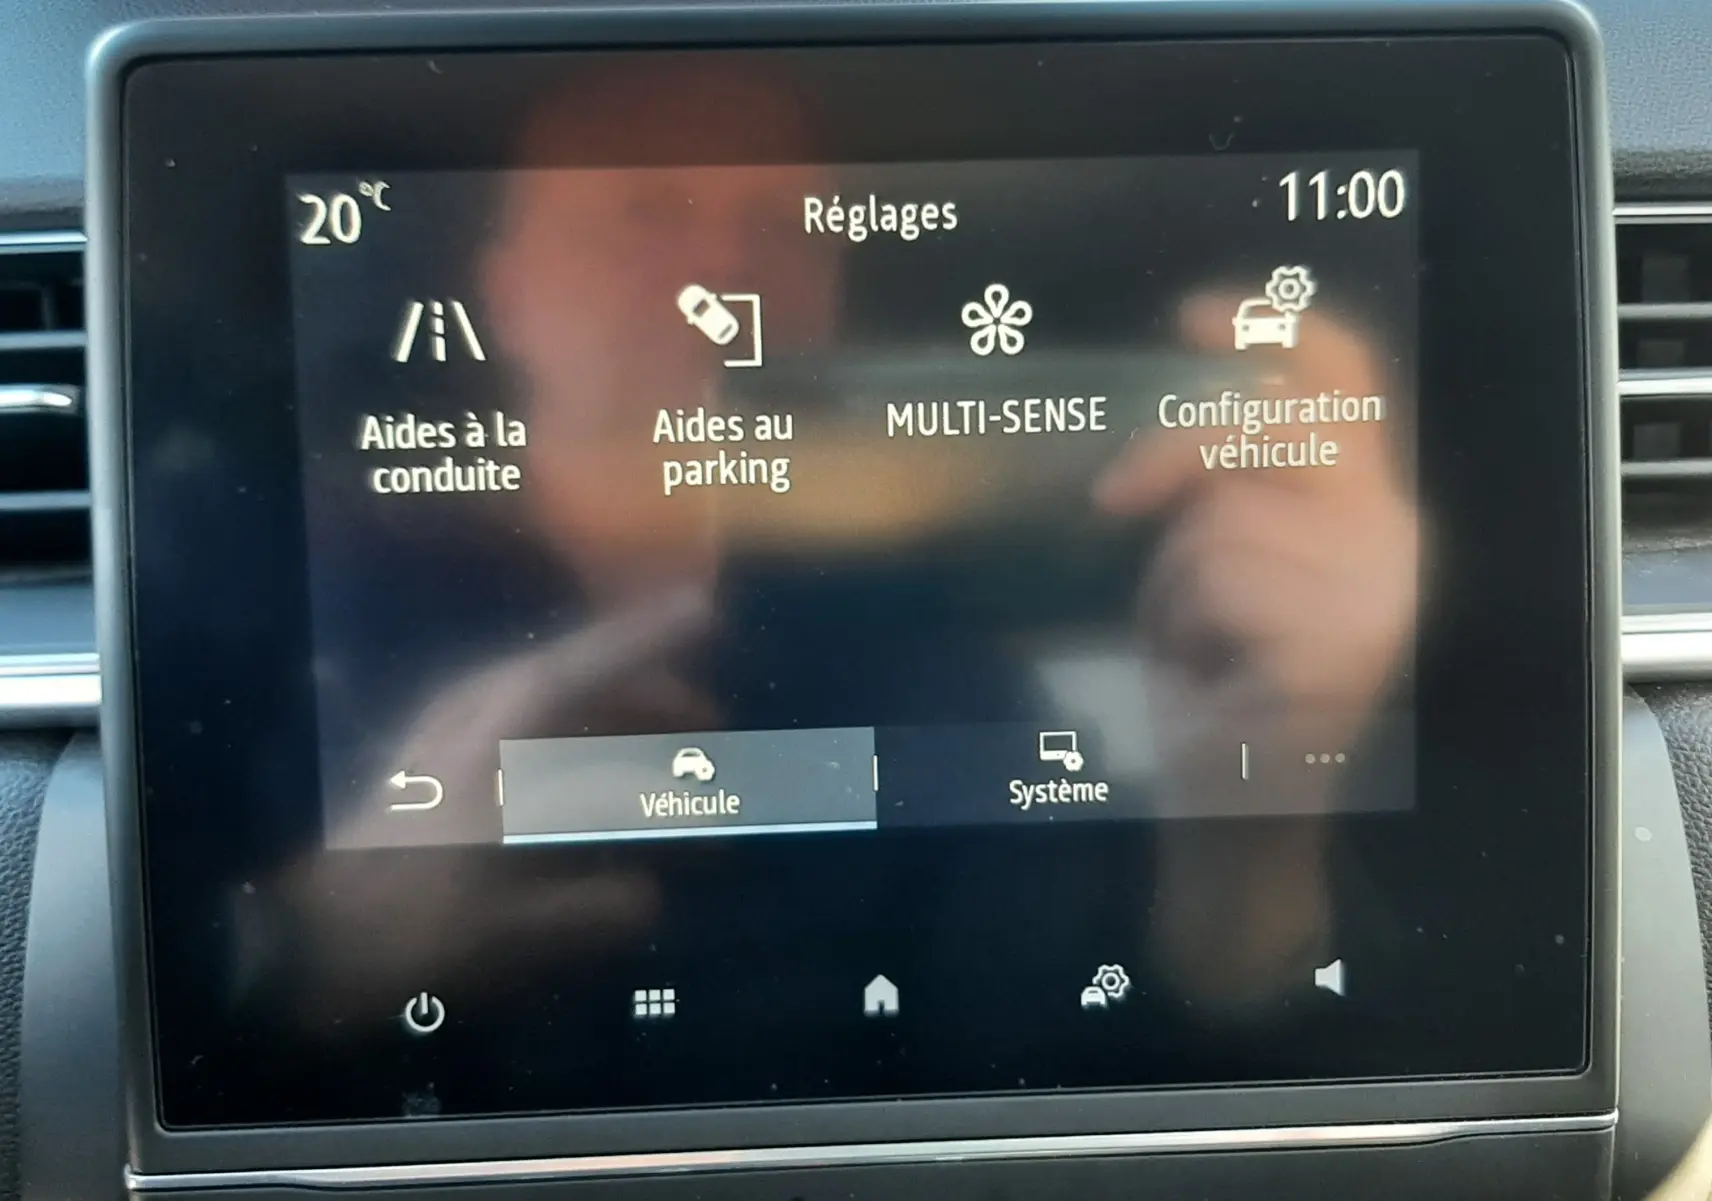 20 °C
Réglages
11:00
Aides à la
conduite
Aides au
parking
MULTI-SENSE
Configuration
véhicule
Véhicule
Système